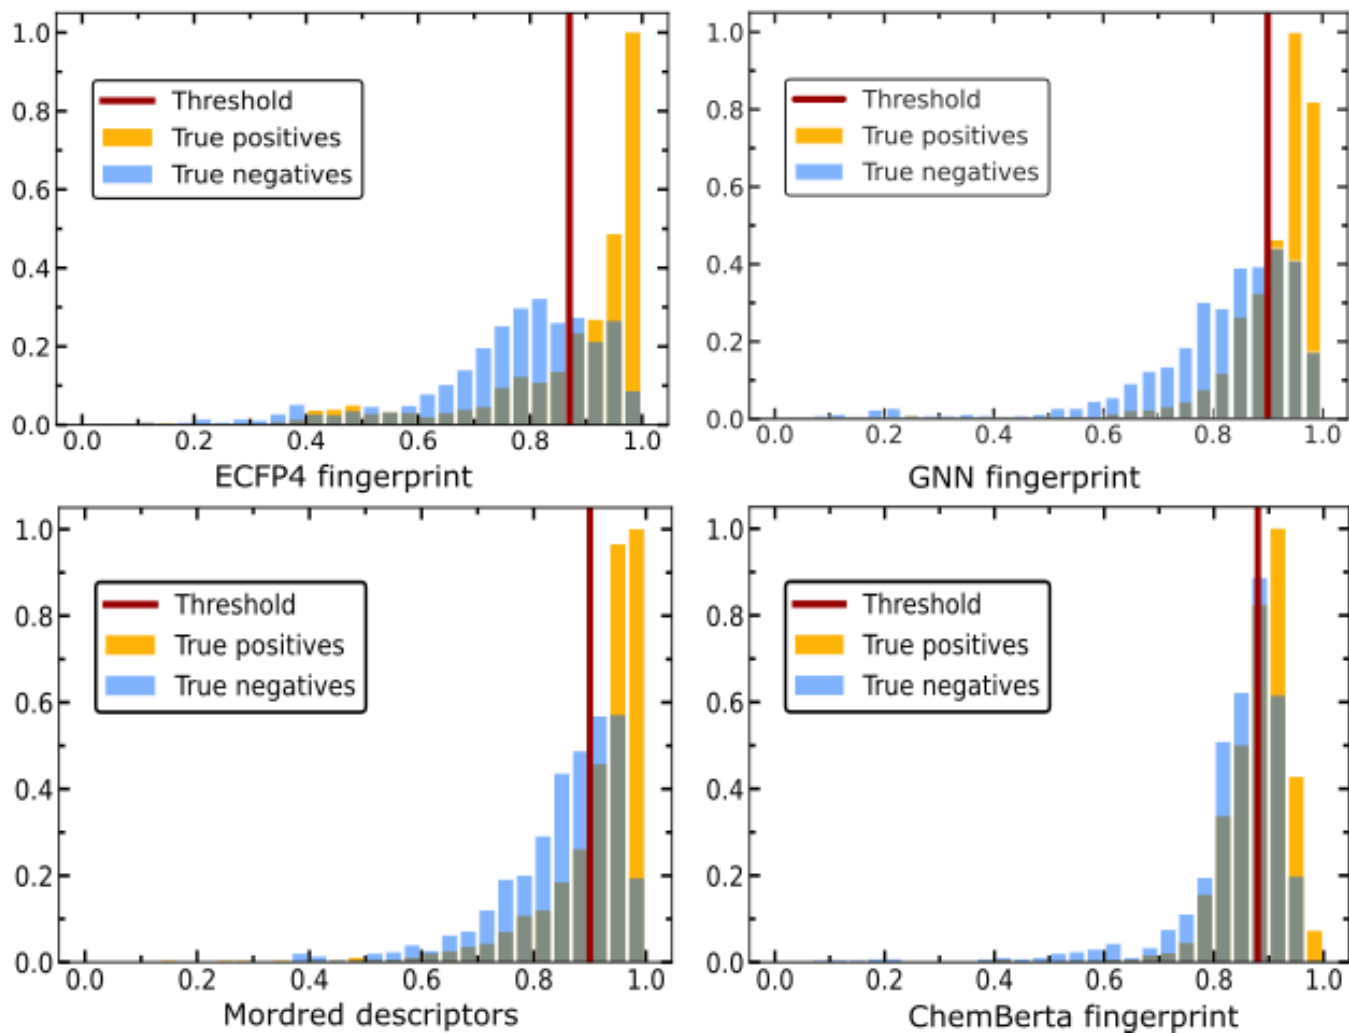 1.0
0.8
0.6
0.4
0.2
0.0
Threshold
True positives
True negatives
0.0 0.2 0.4 0.6 0.8 1.0
ECFP4 fingerprint
1.0
0.8
0.6
0.4
0.2
0.0
Threshold
True positives
True negatives
0.0 0.2 0.4 0.6 0.8 1.0
GNN fingerprint
1.0
0.8
0.6
0.4
0.2
0.0
Threshold
True positives
True negatives
0.0 0.2 0.4 0.6 0.8 1.0
Mordred descriptors
1.0
0.8
0.6
0.4
0.2
0.0
Threshold
True positives
True negatives
0.0 0.2 0.4 0.6 0.8 1.0
ChemBerta fingerprint